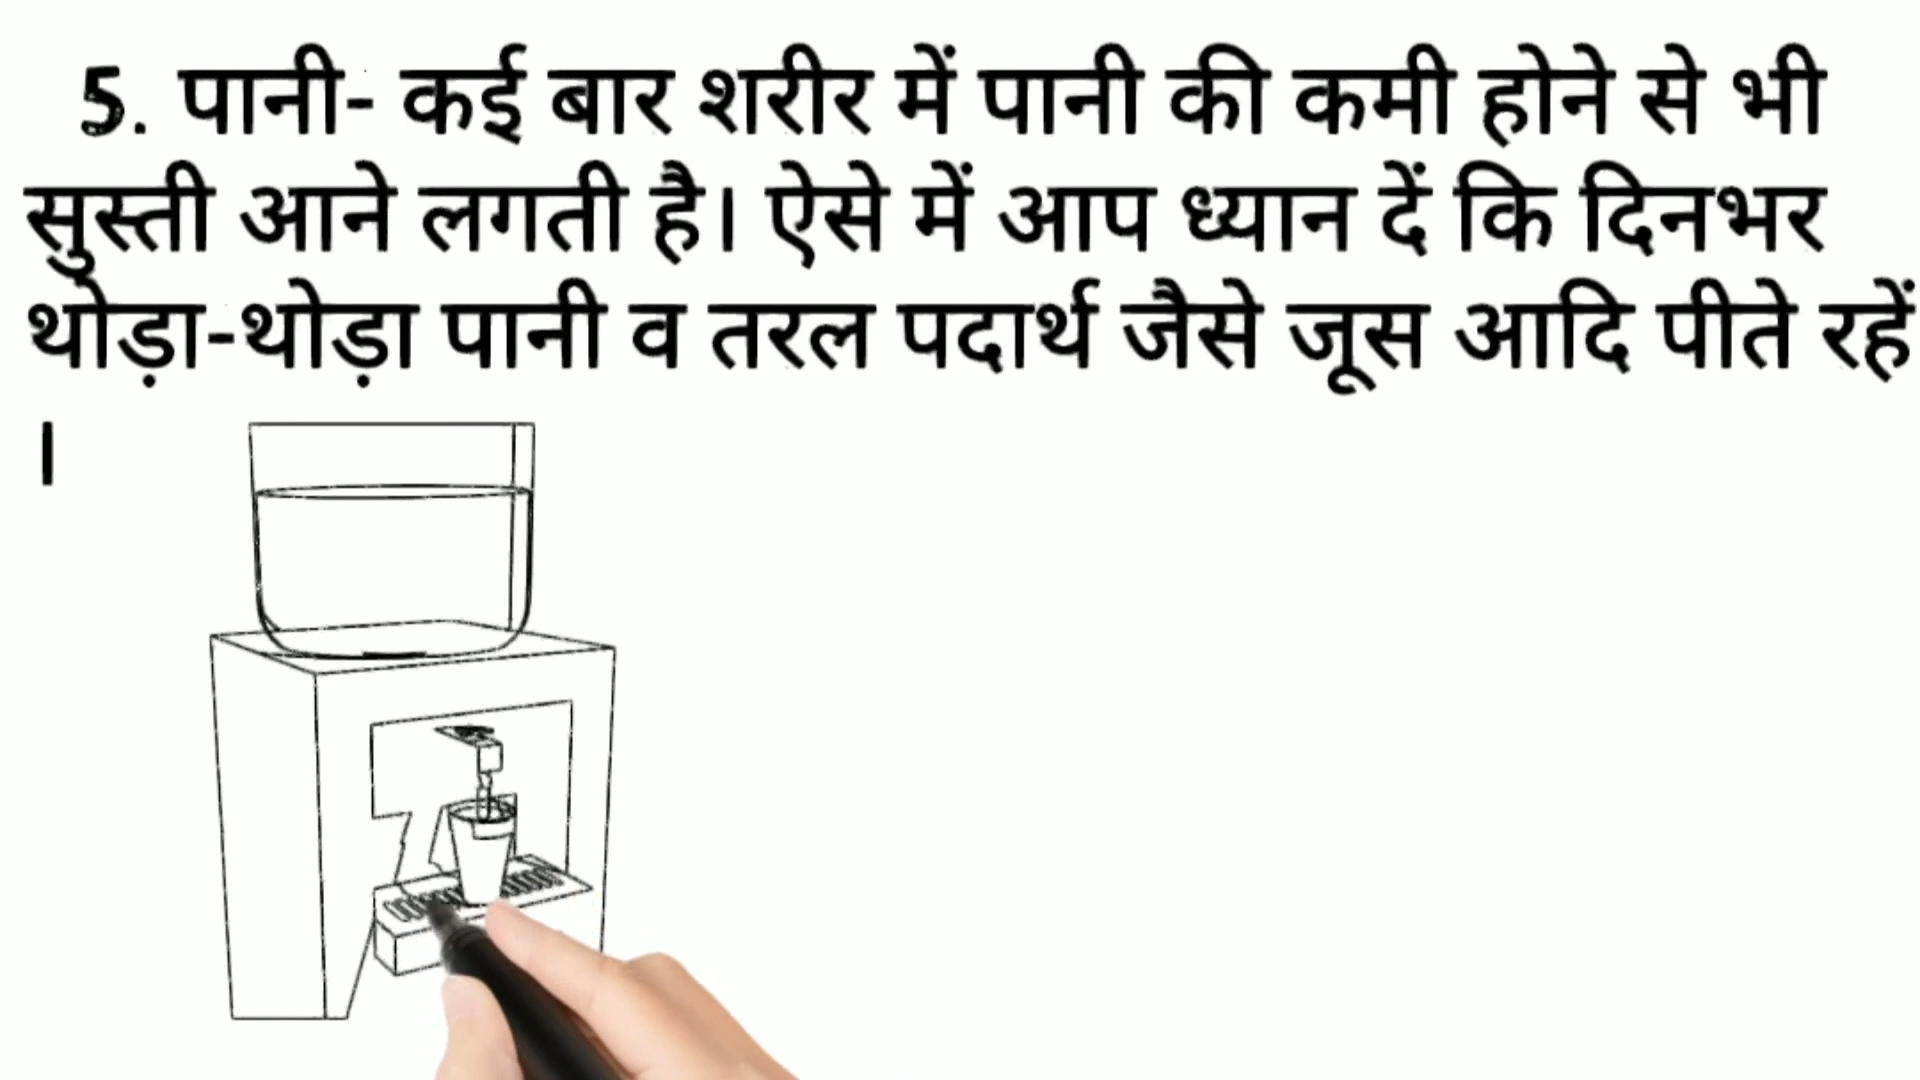 5. पानी- कई बार शरीर में पानी की कमी होने से भी
सुस्ती आने लगती है। ऐसे में आप ध्यान दें कि दिनभर
थोड़ा-थोड़ा पानी व तरल पदार्थ जैसे जूस आदि पीते रहें
।